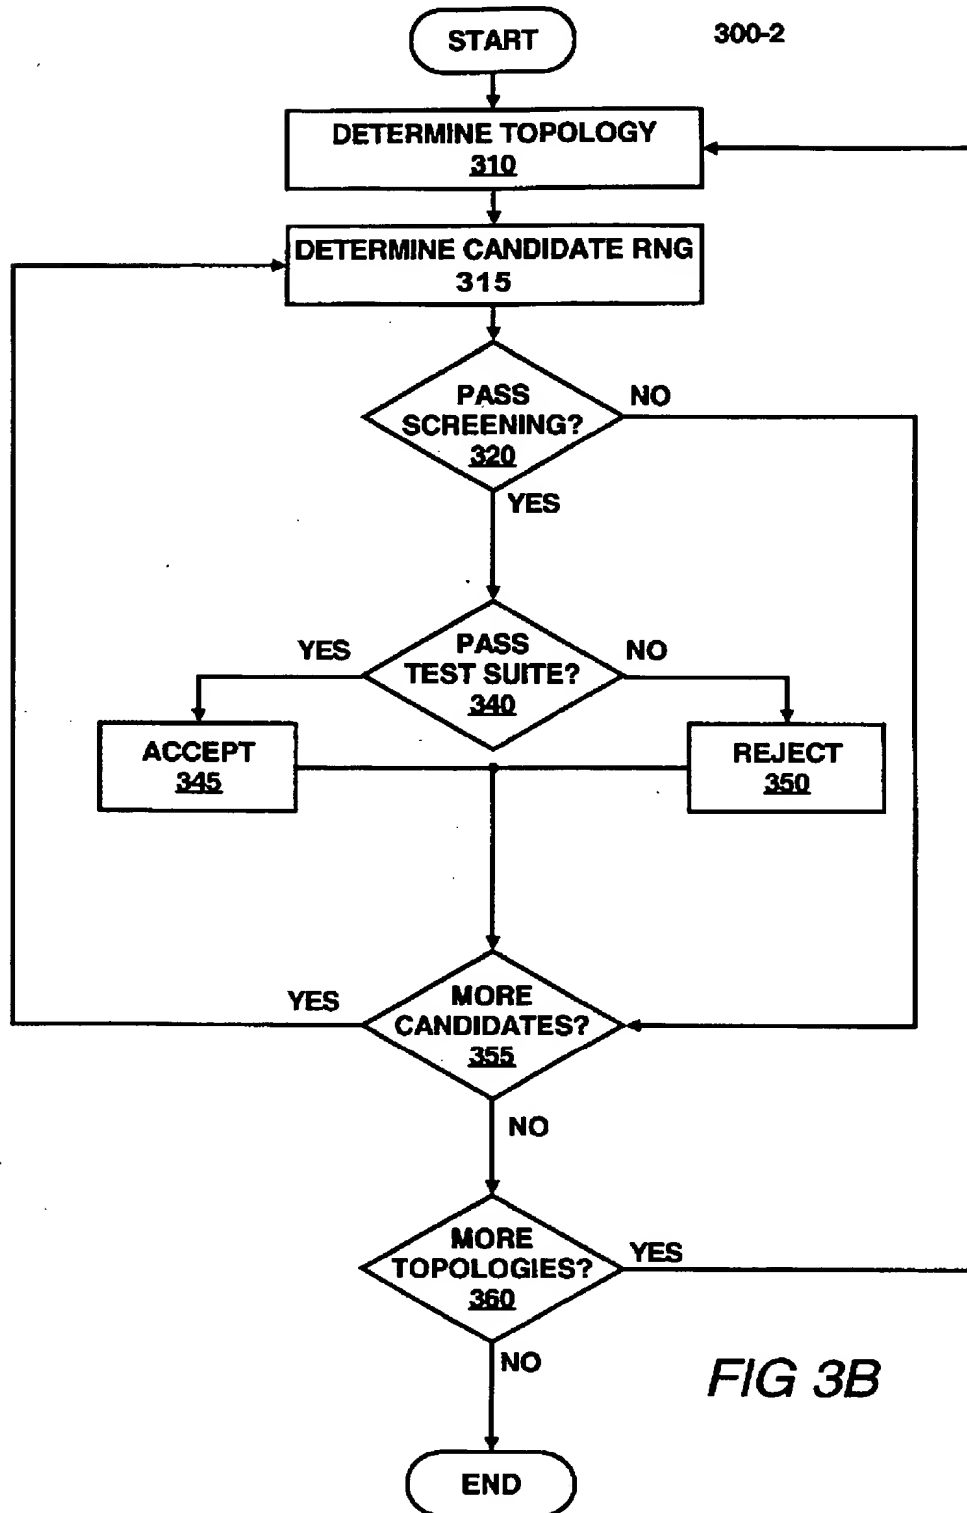 START
300-2
DETERMINE TOPOLOGY
310
DETERMINE CANDIDATE RNG
315
PASS
SCREENING?
320
NO
YES
PASS
TEST SUITE?
340
YES
NO
ACCEPT
345
REJECT
350
MORE
CANDIDATES?
355
YES
NO
MORE
TOPOLOGIES?
360
YES
NO
FIG 3B
END